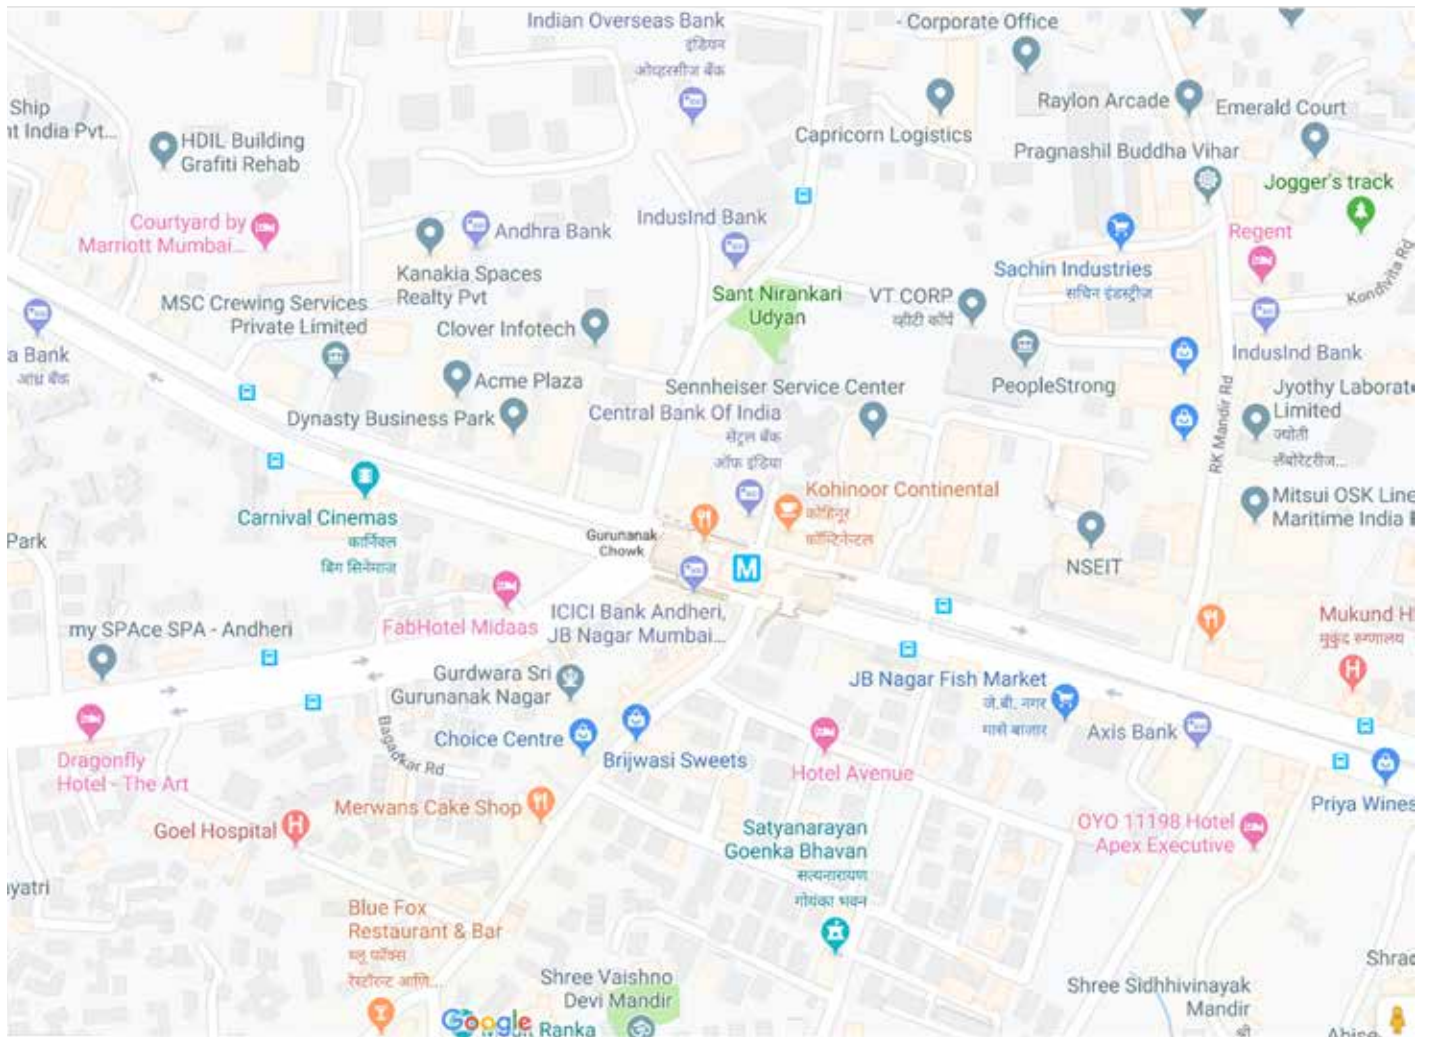 Indian Overseas Bank
इंडियन
ओव्हरसीज बँक
- Corporate Office
Ship
nt India Pvt...
HDIL Building
Grafiti Rehab
Capricorn Logistics
Raylon Arcade
Emerald Court
Pragnashil Buddha Vihar
Jogger's track
Courtyard by
Marriott Mumbai...
Andhra Bank
IndusInd Bank
Regent
Kanakia Spaces
Realty Pvt
Sachin Industries
सचिन इंडस्ट्रीज
Kondivita Rd
MSC Crewing Services
Private Limited
Clover Infotech
Sant Nirankari
Udyan
VT CORP
व्हीटी कॉर्प
a Bank
आंध्र बँक
IndusInd Bank
Acme Plaza
Sennheiser Service Center
PeopleStrong
Jyothy Laborat
Limited
ज्योती
लॅबोरेटरीज...
Dynasty Business Park
Central Bank Of India
सेंट्रल बँक
ऑफ इंडिया
RK Mandir Rd
Carnival Cinemas
कार्निवल
बिग सिनेमाज
Kohinoor Continental
कोहिनूर
कॉन्टिनेन्टल
Mitsui OSK Line
Maritime India
Park
Gurunanak
Chowk
M
NSEIT
ICICI Bank Andheri,
JB Nagar Mumbai...
FabHotel Midaas
my SPAce SPA - Andheri
Mukund H
मुकुंद रुग्णालय
Gurdwara Sri
Gurunanak Nagar
JB Nagar Fish Market
जे.बी. नगर
मासे बाजार
Axis Bank
Bagadkar Rd
Choice Centre
Brijwasi Sweets
Hotel Avenue
Dragonfly
Hotel - The Art
Priya Wines
Merwans Cake Shop
Goel Hospital
Satyanarayan
Goenka Bhavan
सत्यनारायण
गोयंका भवन
OYO 11198 Hotel
Apex Executive
ayatri
Blue Fox
Restaurant & Bar
ब्लू फॉक्स
रेस्टॉरन्ट आणि...
Shree Vaishno
Devi Mandir
Shree Sidhhivinayak
Mandir
श्री
Shrad
Google
Ranka